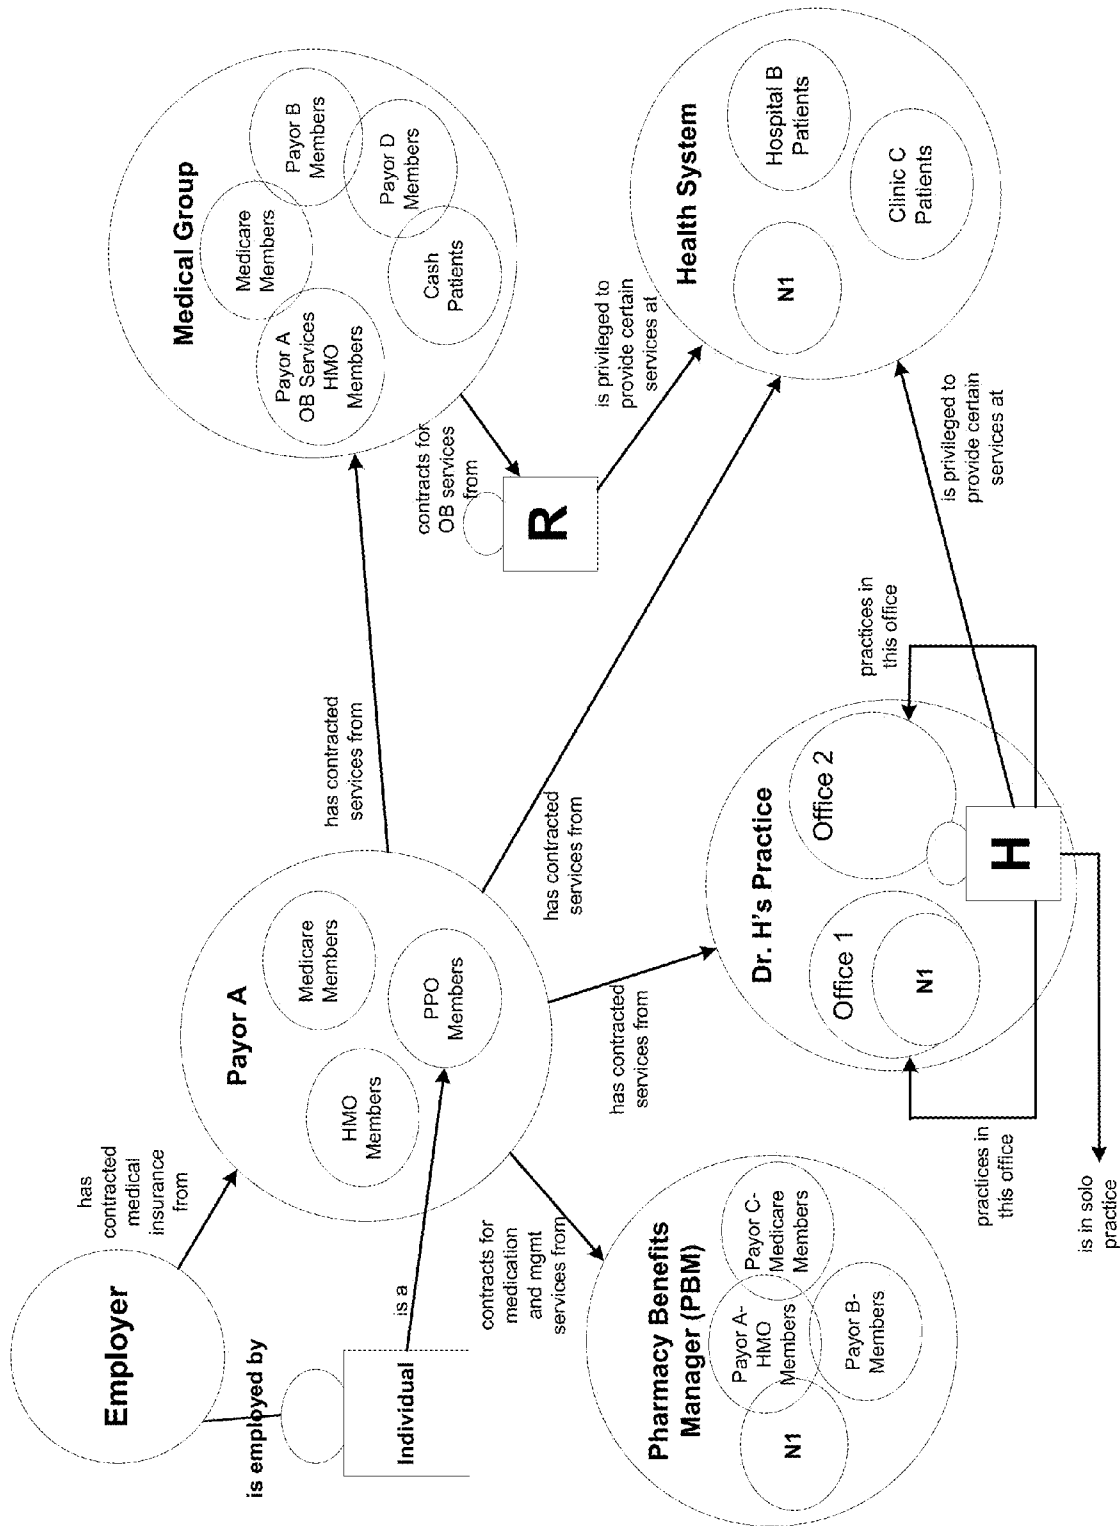 Employer
has
contracted
medical
insurance
from
is employed by
Individual
is a
Payor A
HMO
Members
Medicare
Members
PPO
Members
contracts for
medication
and mgmt
services from
Pharmacy Benefits
Manager (PBM)
N1
Payor A-
HMO
Members
Payor C-
Medicare
Members
Payor B-
Members
has contracted
services from
has contracted
services from
has contracted
services from
Medical Group
Payor A
OB Services
HMO
Members
Medicare
Members
Payor B
Members
Payor D
Members
Cash
Patients
contracts for
OB services
from
R
is privileged to
provide certain
services at
Health System
N1
Hospital B
Patients
Clinic C
Patients
Dr. H's Practice
Office 1
N1
Office 2
H
practices in
this office
practices in
this office
is privileged to
provide certain
services at
is in solo
practice